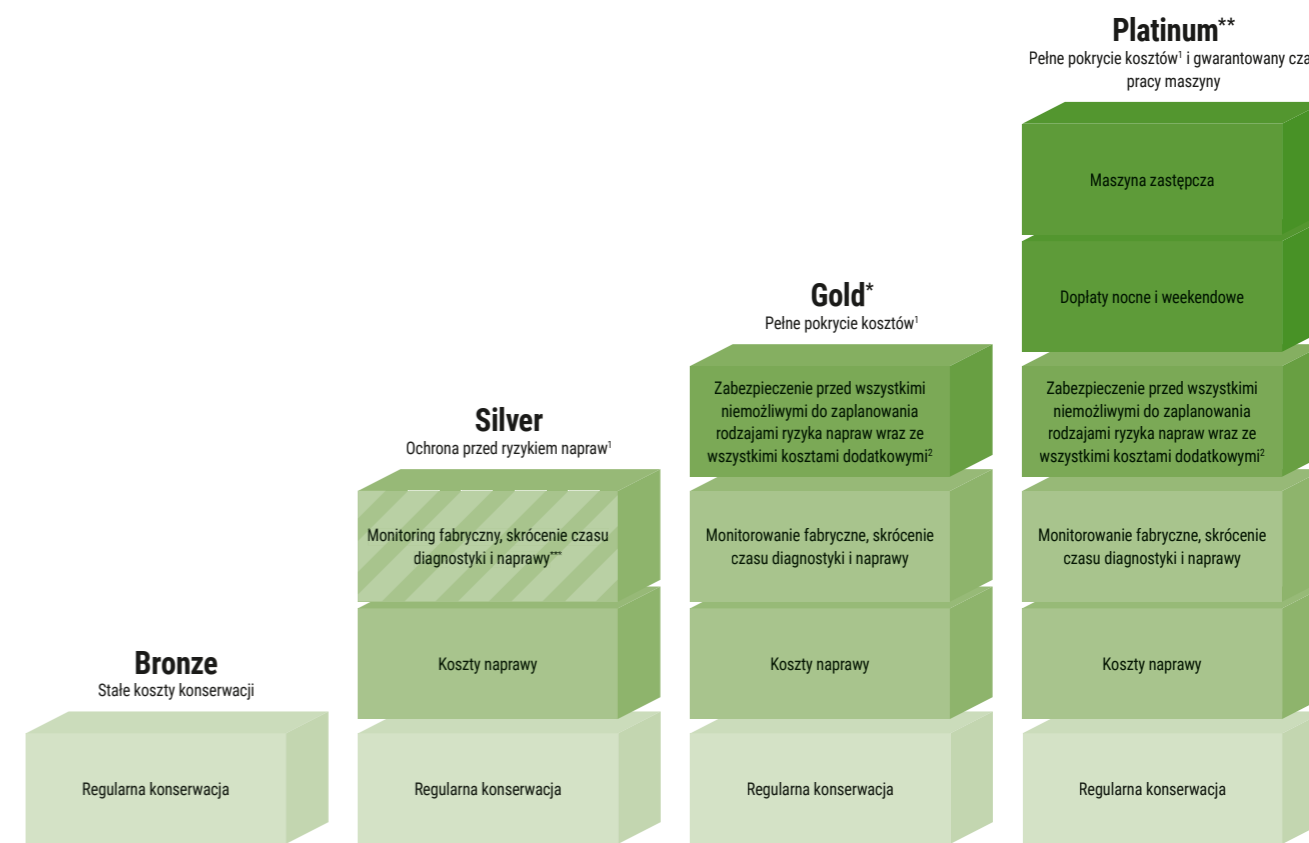 Platinum**
Pełne pokrycie kosztów¹ i gwarantowany cza
pracy maszyny
Maszyna zastępcza
Dopłaty nocne i weekendowe
Zabezpieczenie przed wszystkimi
niemożliwymi do zaplanowania
rodzajami ryzyka napraw wraz ze
wszystkimi kosztami dodatkowymi²
Monitorowanie fabryczne, skrócenie
czasu diagnostyki i naprawy
Koszty naprawy
Regularna konserwacja
Gold*
Pełne pokrycie kosztów¹
Zabezpieczenie przed wszystkimi
niemożliwymi do zaplanowania
rodzajami ryzyka napraw wraz ze
wszystkimi kosztami dodatkowymi²
Monitorowanie fabryczne, skrócenie
czasu diagnostyki i naprawy
Koszty naprawy
Regularna konserwacja
Silver
Ochrona przed ryzykiem napraw¹
Monitoring fabryczny, skrócenie czasu
diagnostyki i naprawy***
Koszty naprawy
Regularna konserwacja
Bronze
Stałe koszty konserwacji
Regularna konserwacja